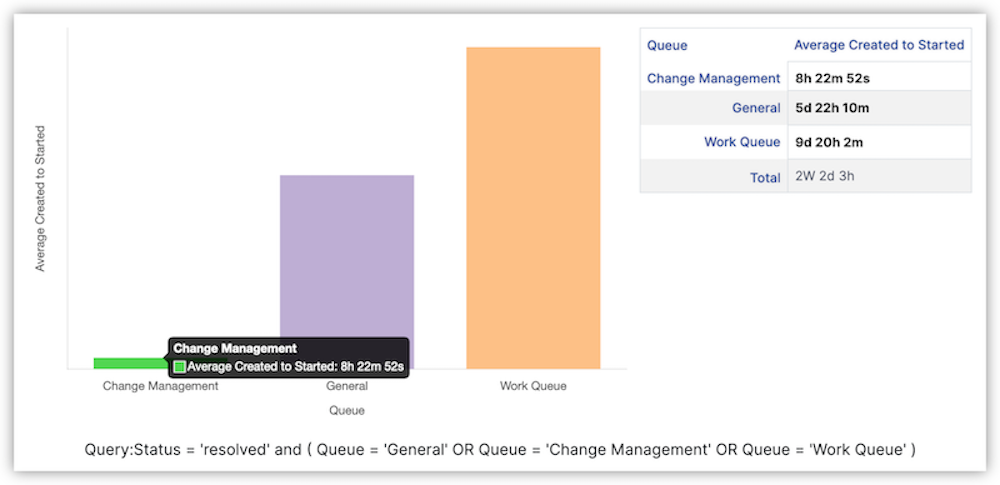 Average Created to Started
Change Management
Average Created to Started: 8h 22m 52s
Change Management
General
Work Queue
Queue
Queue Average Created to Started
Change Management 8h 22m 52s
General 5d 22h 10m
Work Queue 9d 20h 2m
Total 2W 2d 3h
Query:Status = 'resolved' and ( Queue = 'General' OR Queue = 'Change Management' OR Queue = 'Work Queue' )